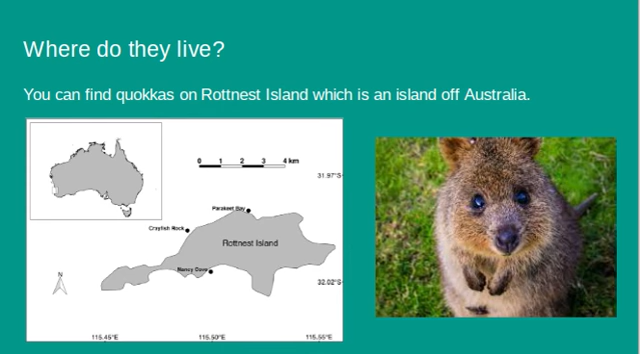 Where do they live?
You can find quokkas on Rottnest Island which is an island off Australia.
0 1 2 3 4 km
31.97°S
Parakeet Bay
Crayfish Rock
Rottnest Island
Nancy Cove
N
32.02°S
115.45°E 115.50°E 115.55°E